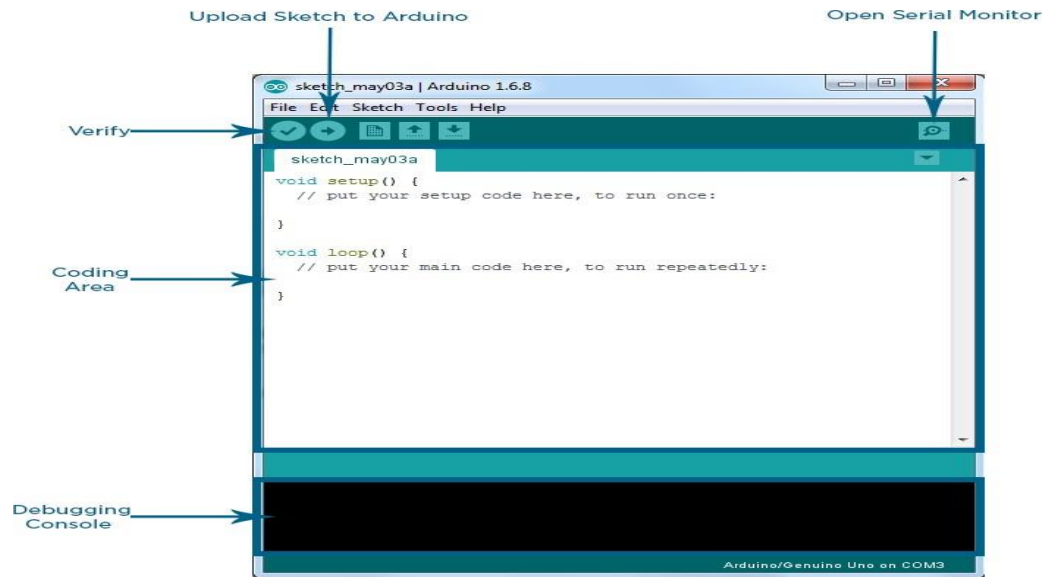 Upload Sketch to Arduino
Open Serial Monitor
sketch_may03a | Arduino 1.6.8
File Edit Sketch Tools Help
Verify
sketch_may03a
void setup() {
// put your setup code here, to run once:
}
void loop() {
// put your main code here, to run repeatedly:
}
Coding
Area
Debugging
Console
Arduino/Genuino Uno on COM3